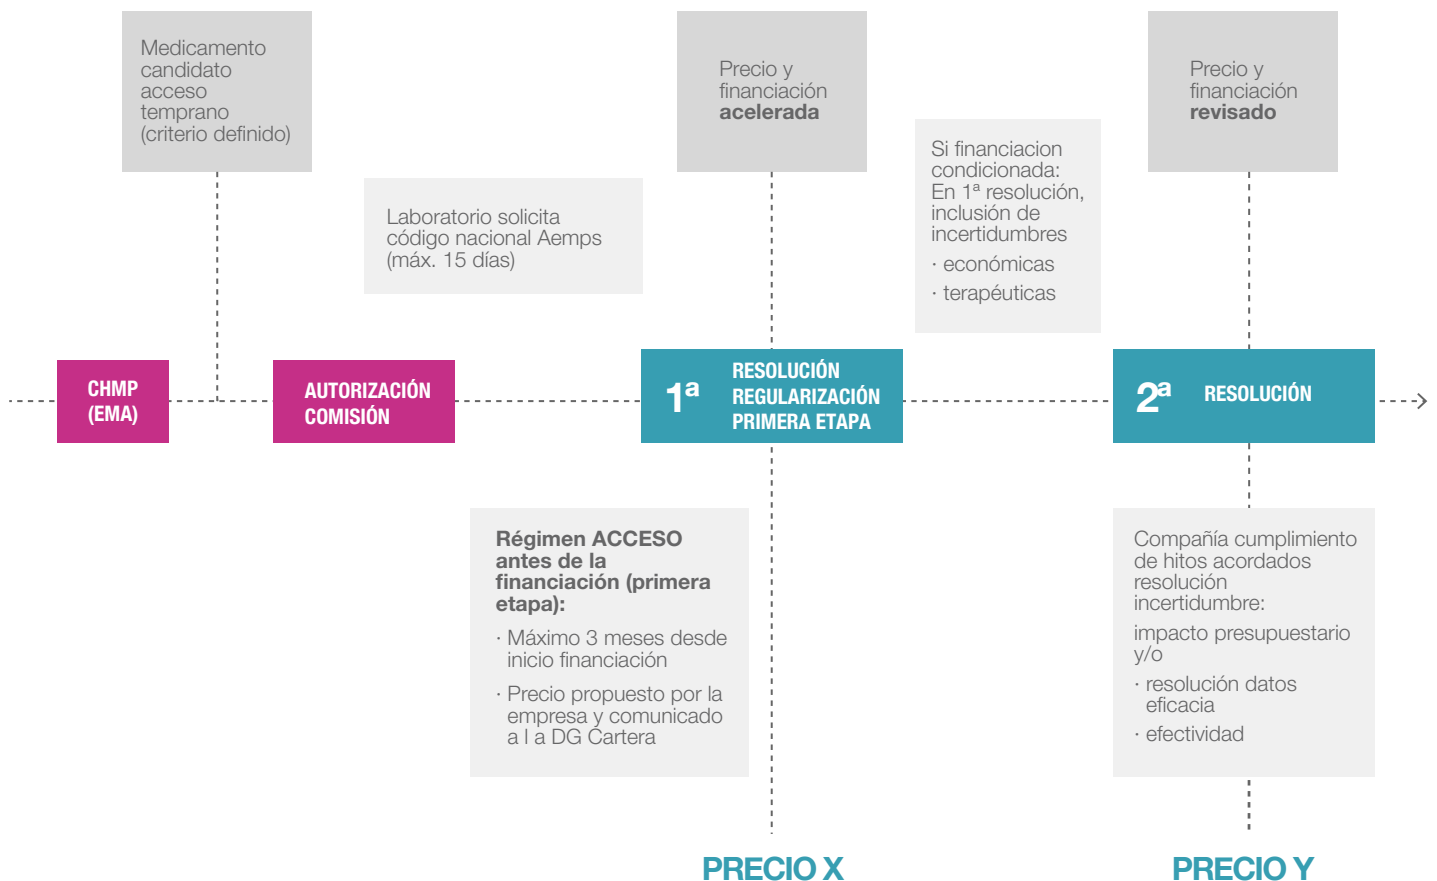 Medicamento
candidato
acceso
temprano
(criterio definido)
Precio y
financiación
acelerada
Precio y
financiación
revisado
Laboratorio solicita
código nacional Aemps
(máx. 15 días)
Si financiacion
condicionada:
En 1ª resolución,
inclusión de
incertidumbres
· económicas
· terapéuticas
CHMP
(EMA)
AUTORIZACIÓN
COMISIÓN
1ª
RESOLUCIÓN
REGULARIZACIÓN
PRIMERA ETAPA
2ª
RESOLUCIÓN
Régimen ACCESO
antes de la
financiación (primera
etapa):
· Máximo 3 meses desde
inicio financiación
· Precio propuesto por la
empresa y comunicado
a l a DG Cartera
Compañía cumplimiento
de hitos acordados
resolución
incertidumbre:
impacto presupuestario
y/o
· resolución datos
eficacia
· efectividad
PRECIO X
PRECIO Y